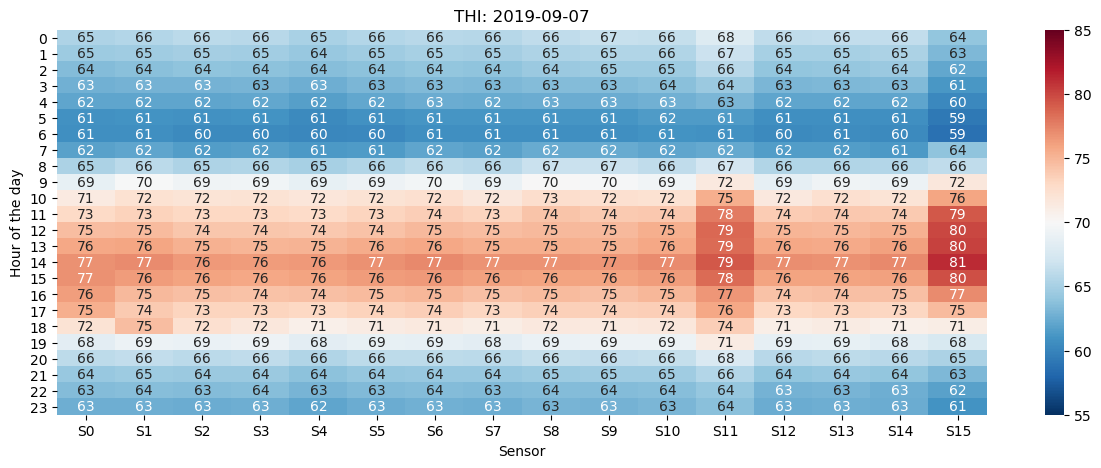 THI: 2019-09-07
0 65 66 66 66 65 66 66 66 66 67 66 68 66 66 66 64
1 65 65 65 65 64 65 65 65 65 65 66 67 65 65 65 63
2 64 64 64 64 64 64 64 64 64 65 65 66 64 64 64 62
3 63 63 63 63 63 63 63 63 63 63 64 64 63 63 63 61
4 62 62 62 62 62 62 63 62 63 63 63 63 62 62 62 60
5 61 61 61 61 61 61 61 61 61 61 62 61 61 61 61 59
6 61 61 60 60 60 60 61 61 61 61 61 61 60 61 60 59
7 62 62 62 62 61 61 62 62 62 62 62 62 62 62 61 64
8 65 66 65 66 65 66 66 66 67 67 66 67 66 66 66 66
9 69 70 69 69 69 69 70 69 70 70 69 72 69 69 69 72
10 71 72 72 72 72 72 72 72 73 72 72 75 72 72 72 76
11 73 73 73 73 73 73 74 73 74 74 74 78 74 74 74 79
12 75 75 74 74 74 74 75 75 75 75 75 79 75 75 75 80
13 76 76 75 75 75 76 76 75 75 75 76 79 75 75 76 80
14 77 77 76 76 76 77 77 77 77 77 77 79 77 77 77 81
15 77 76 76 76 76 76 76 76 76 76 76 78 76 76 76 80
16 76 75 75 74 74 75 75 75 75 75 75 77 74 74 75 77
17 75 74 73 73 73 74 74 73 74 74 74 76 73 73 73 75
18 72 75 72 72 71 71 71 71 72 71 72 74 71 71 71 71
19 68 69 69 69 68 69 69 68 69 69 69 71 69 69 68 68
20 66 66 66 66 66 66 66 66 66 66 66 68 66 66 66 65
21 64 65 64 64 64 64 64 64 65 65 65 66 64 64 64 63
22 63 64 63 64 63 63 64 63 64 64 64 64 63 63 63 62
23 63 63 63 63 62 63 63 63 63 63 63 64 63 63 63 61
S0 S1 S2 S3 S4 S5 S6 S7 S8 S9 S10 S11 S12 S13 S14 S15
Sensor
Hour of the day
85
80
75
70
65
60
55